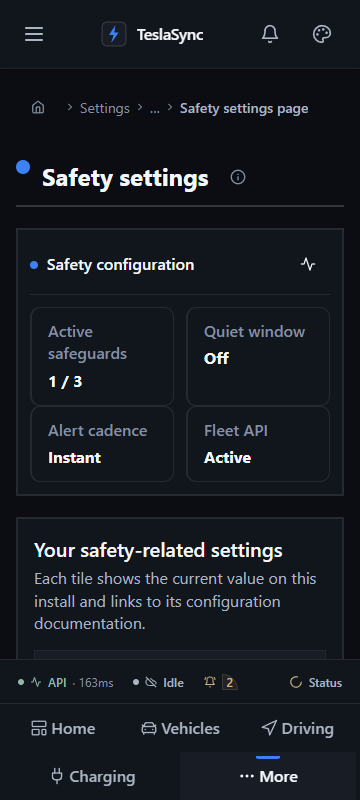 TeslaSync
Settings ... Safety settings page
Safety settings
Safety configuration
Active safeguards
1 / 3
Quiet window
Off
Alert cadence
Instant
Fleet API
Active
Your safety-related settings
Each tile shows the current value on this
install and links to its configuration
documentation.
API · 163ms Idle 2 Status
Home Vehicles Driving
Charging More